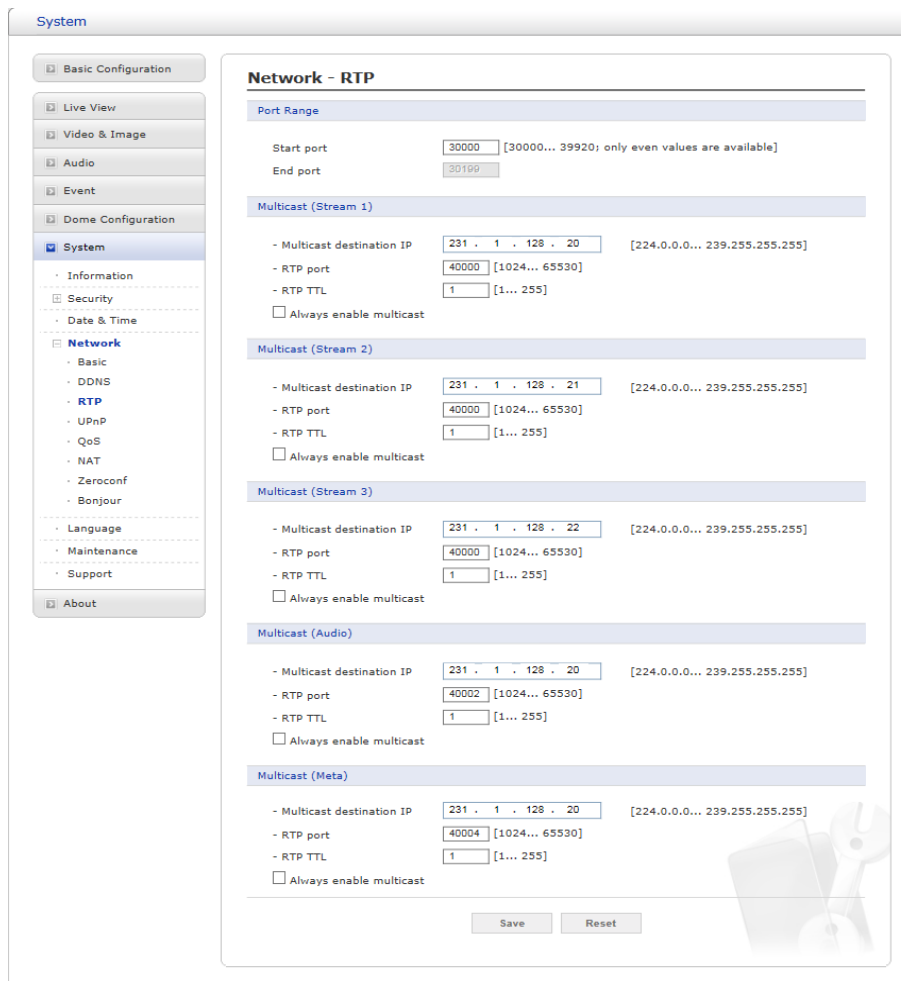 System
Basic Configuration
Live View
Video & Image
Audio
Event
Dome Configuration
System
Information
Security
Date & Time
Network
Basic
DDNS
RTP
UPnP
QoS
NAT
Zeroconf
Bonjour
Language
Maintenance
Support
About
Network - RTP
Port Range
Start port 30000 [30000... 39920; only even values are available]
End port 30199
Multicast (Stream 1)
- Multicast destination IP 231 . 1 . 128 . 20 [224.0.0.0... 239.255.255.255]
- RTP port 40000 [1024... 65530]
- RTP TTL 1 [1... 255]
Always enable multicast
Multicast (Stream 2)
- Multicast destination IP 231 . 1 . 128 . 21 [224.0.0.0... 239.255.255.255]
- RTP port 40000 [1024... 65530]
- RTP TTL 1 [1... 255]
Always enable multicast
Multicast (Stream 3)
- Multicast destination IP 231 . 1 . 128 . 22 [224.0.0.0... 239.255.255.255]
- RTP port 40000 [1024... 65530]
- RTP TTL 1 [1... 255]
Always enable multicast
Multicast (Audio)
- Multicast destination IP 231 . 1 . 128 . 20 [224.0.0.0... 239.255.255.255]
- RTP port 40002 [1024... 65530]
- RTP TTL 1 [1... 255]
Always enable multicast
Multicast (Meta)
- Multicast destination IP 231 . 1 . 128 . 20 [224.0.0.0... 239.255.255.255]
- RTP port 40004 [1024... 65530]
- RTP TTL 1 [1... 255]
Always enable multicast
Save Reset